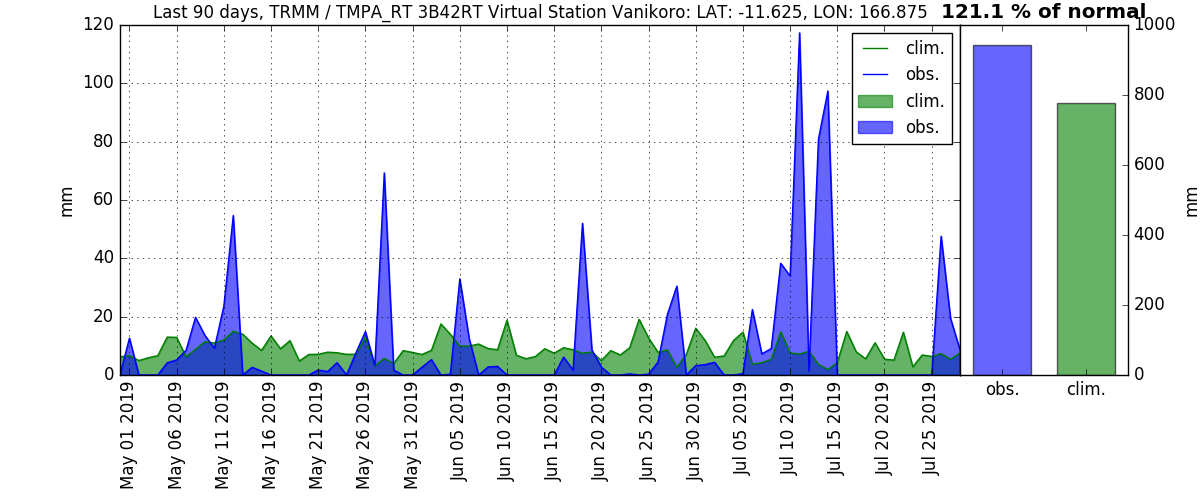 Last 90 days, TRMM / TMPA_RT 3B42RT Virtual Station Vanikoro: LAT: -11.625, LON: 166.875 121.1 % of normal
120
100
80
60
40
20
0
mm
clim.
obs.
clim.
obs.
May 01 2019
May 06 2019
May 11 2019
May 16 2019
May 21 2019
May 26 2019
May 31 2019
Jun 05 2019
Jun 10 2019
Jun 15 2019
Jun 20 2019
Jun 25 2019
Jun 30 2019
Jul 05 2019
Jul 10 2019
Jul 15 2019
Jul 20 2019
Jul 25 2019
1000
800
600
400
200
0
mm
obs.
clim.